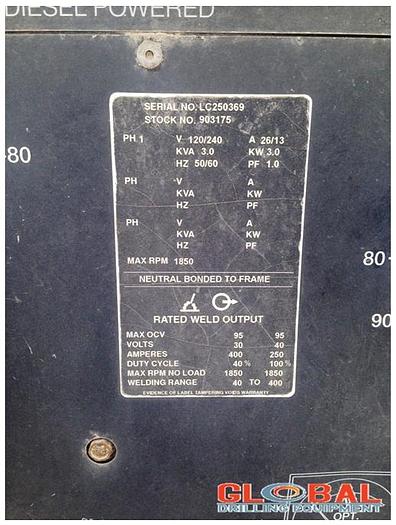 DIESEL POWERED
SERIAL NO. LC250369
STOCK NO. 903175
PH 1 V 120/240 A 26/13
KVA 3.0 KW 3.0
HZ 50/60 PF 1.0
PH V A
KVA KW
HZ PF
PH V A
KVA KW
HZ PF
MAX RPM 1850
NEUTRAL BONDED TO FRAME
RATED WELD OUTPUT
MAX OCV 95 95
VOLTS 30 40
AMPERES 400 250
DUTY CYCLE 40 % 100 %
MAX RPM NO LOAD 1850 1850
WELDING RANGE 40 TO 400
EVIDENCE OF LABEL TAMPERING VOIDS WARRANTY
80
80
90
GLOBAL
DRILLING EQUIPMENT
OPT.